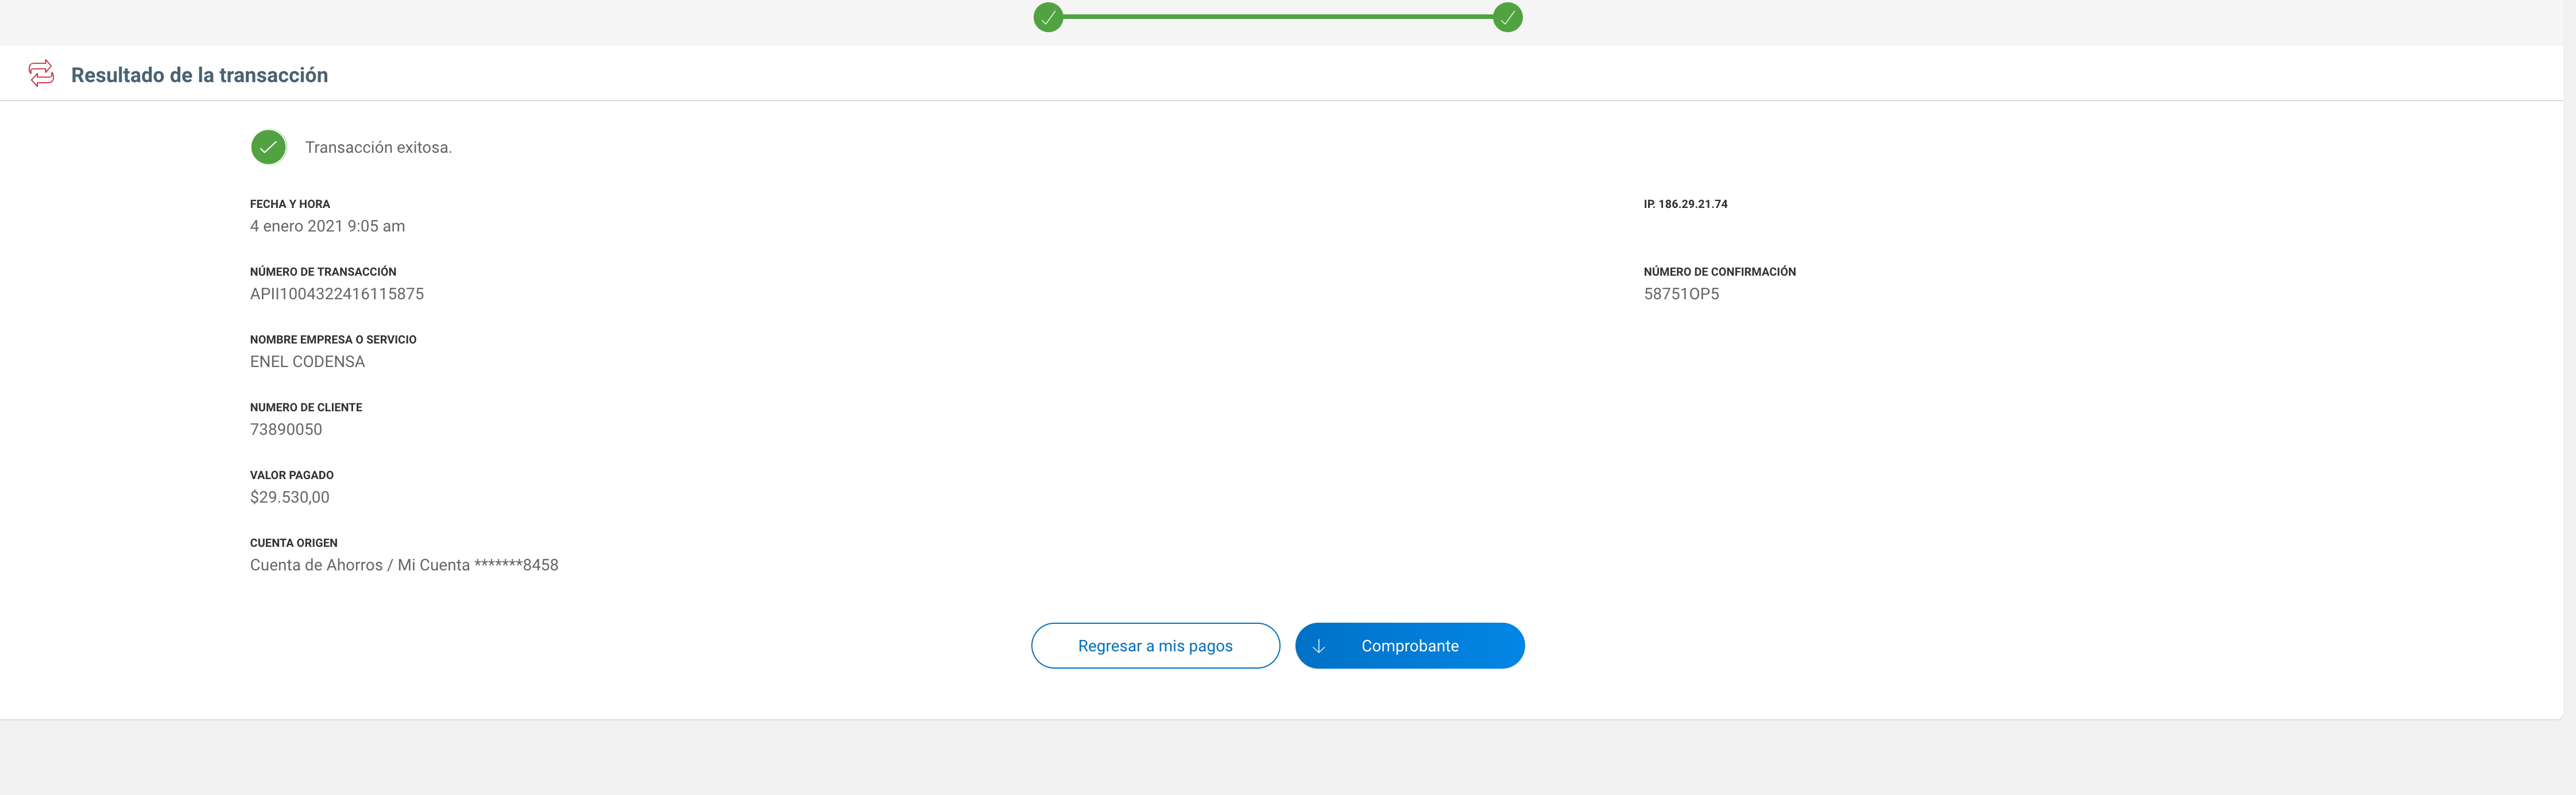 Resultado de la transacción
Transacción exitosa.
FECHA Y HORA
4 enero 2021 9:05 am
IP. 186.29.21.74
NÚMERO DE TRANSACCIÓN
APII1004322416115875
NÚMERO DE CONFIRMACIÓN
58751OP5
NOMBRE EMPRESA O SERVICIO
ENEL CODENSA
NUMERO DE CLIENTE
73890050
VALOR PAGADO
$29.530,00
CUENTA ORIGEN
Cuenta de Ahorros / Mi Cuenta *******8458
Regresar a mis pagos
Comprobante